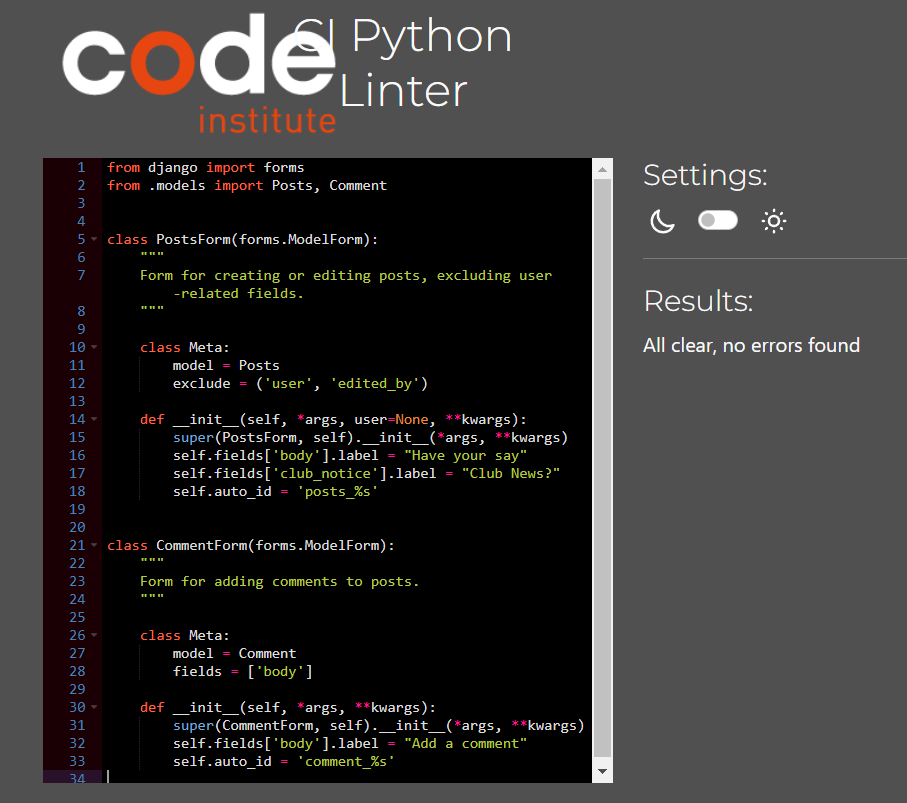 code
institute
CI Python
Linter
1 from django import forms
2 from .models import Posts, Comment
3
4
5 class PostsForm(forms.ModelForm):
6     """
7     Form for creating or editing posts, excluding user
        -related fields.
8     """
9
10     class Meta:
11         model = Posts
12         exclude = ('user', 'edited_by')
13
14     def __init__(self, *args, user=None, **kwargs):
15         super(PostsForm, self).__init__(*args, **kwargs)
16         self.fields['body'].label = "Have your say"
17         self.fields['club_notice'].label = "Club News?"
18         self.auto_id = 'posts_%s'
19
20
21 class CommentForm(forms.ModelForm):
22     """
23     Form for adding comments to posts.
24     """
25
26     class Meta:
27         model = Comment
28         fields = ['body']
29
30     def __init__(self, *args, **kwargs):
31         super(CommentForm, self).__init__(*args, **kwargs)
32         self.fields['body'].label = "Add a comment"
33         self.auto_id = 'comment_%s'
34
Settings:
Results:
All clear, no errors found